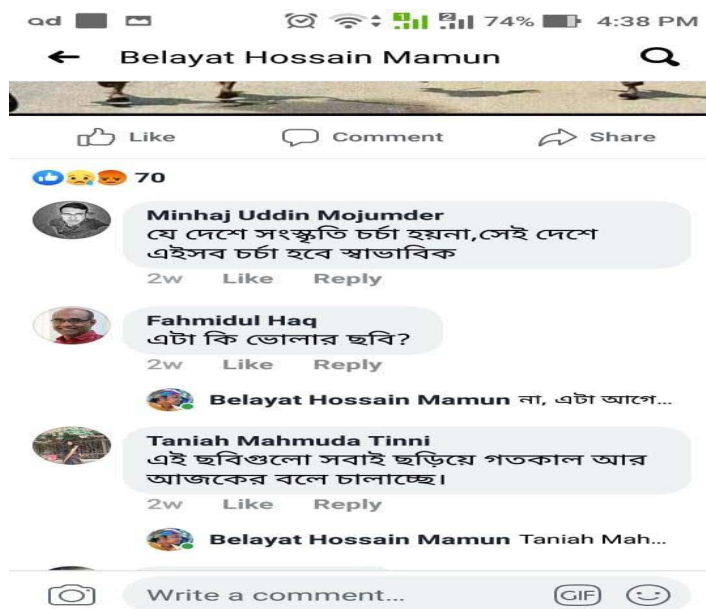 ad 74% 4:38 PM
Belayat Hossain Mamun
Like Comment Share
70
Minhaj Uddin Mojumder
যে দেশে সংস্কৃতি চর্চা হয়না,সেই দেশে
এইসব চর্চা হবে স্বাভাবিক
2w Like Reply
Fahmidul Haq
এটা কি ভোলার ছবি?
2w Like Reply
Belayat Hossain Mamun না, এটা আগে...
Taniah Mahmuda Tinni
এই ছবিগুলো সবাই ছড়িয়ে গতকাল আর
আজকের বলে চালাচ্ছে।
2w Like Reply
Belayat Hossain Mamun Taniah Mah...
Write a comment... GIF